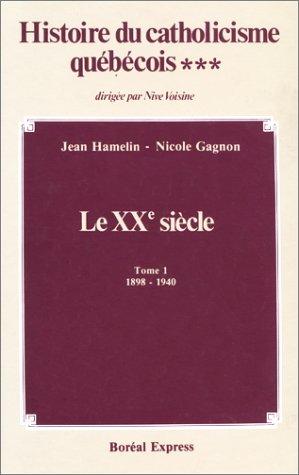 Histoire du catholicisme
québécois ***
dirigée par Nive Voisine
Jean Hamelin - Nicole Gagnon
Le XXe siècle
Tome 1
1898 - 1940
Boréal Express